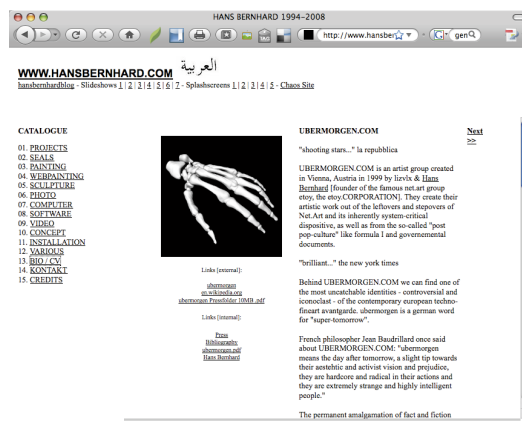 HANS BERNHARD 1994-2008
http://www.hansber
genQ
WWW.HANSBERNHARD.COM العربية
hansbernhardblog - Slideshows 1 | 2 | 3 | 4 | 5 | 6 | 7 - Splashscreens 1 | 2 | 3 | 4 | 5 - Chaos Site
CATALOGUE
01. PROJECTS
02. SEALS
03. PAINTING
04. WEBPAINTING
05. SCULPTURE
06. PHOTO
07. COMPUTER
08. SOFTWARE
09. VIDEO
10. CONCEPT
11. INSTALLATION
12. VARIOUS
13. BIO / CV
14. KONTAKT
15. CREDITS
Links [external]:
ubermorgen
en.wikipedia.org
ubermorgen Pressfolder 10MB .pdf
Links [internal]:
Press
Bibliography
ubermorgen.pdf
Hans Bernhard
UBERMORGEN.COM
"shooting stars..." la repubblica
UBERMORGEN.COM is an artist group created
in Vienna, Austria in 1999 by lizvlx & Hans
Bernhard [founder of the famous net.art group
etoy, the etoy.CORPORATION]. They create their
artistic work out of the leftovers and stepovers of
Net.Art and its inherently system-critical
dispositive, as well as from the so-called "post
pop-culture" like formula I and governemental
documents.
"brilliant..." the new york times
Behind UBERMORGEN.COM we can find one of
the most uncatchable identities - controversial and
iconoclast - of the contemporary european techno-
fineart avantgarde. ubermorgen is a german word
for "super-tomorrow".
French philosopher Jean Baudrillard once said
about UBERMORGEN.COM: "ubermorgen
means the day after tomorrow, a slight tip towards
their aestehtic and activist vision and prejudice,
they are hardcore and radical in their actions and
they are extremely strange and highly intelligent
people."
The permanent amalgamation of fact and fiction
Next
>>